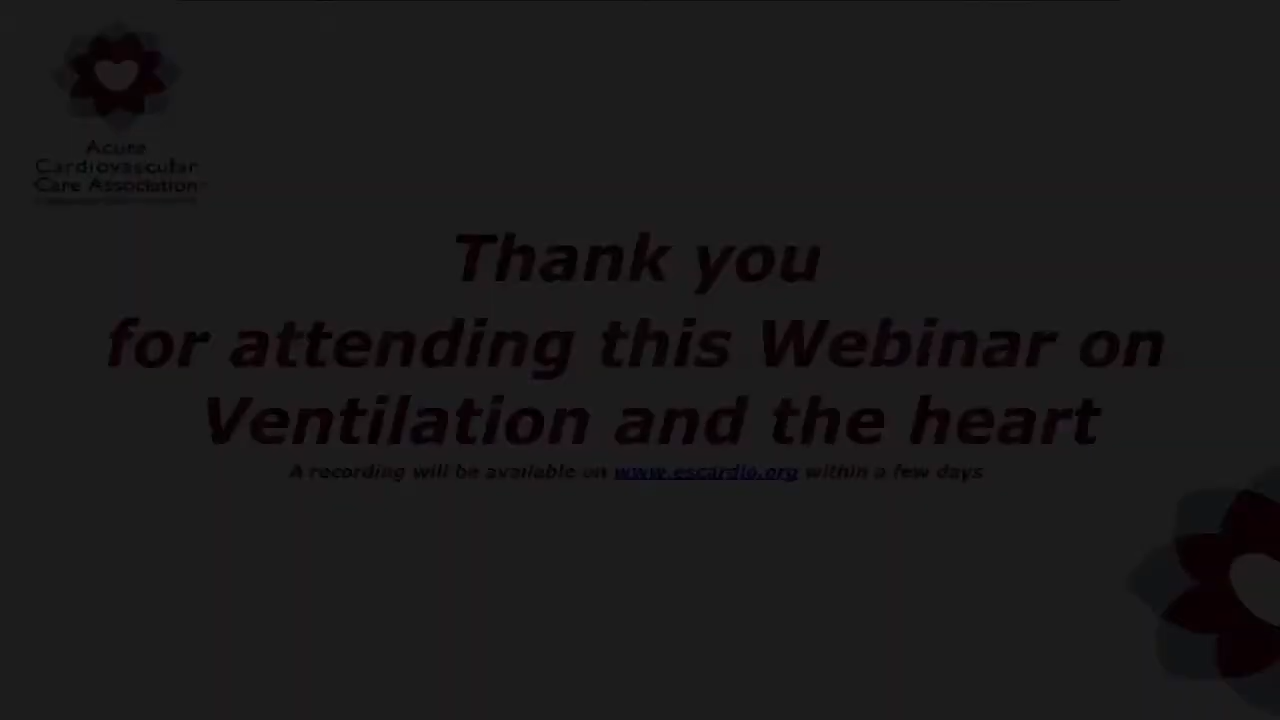 Acute
Cardiovascular
Care Association
Thank you
for attending this Webinar on
Ventilation and the heart
A recording will be available on www.escardio.org within a few days